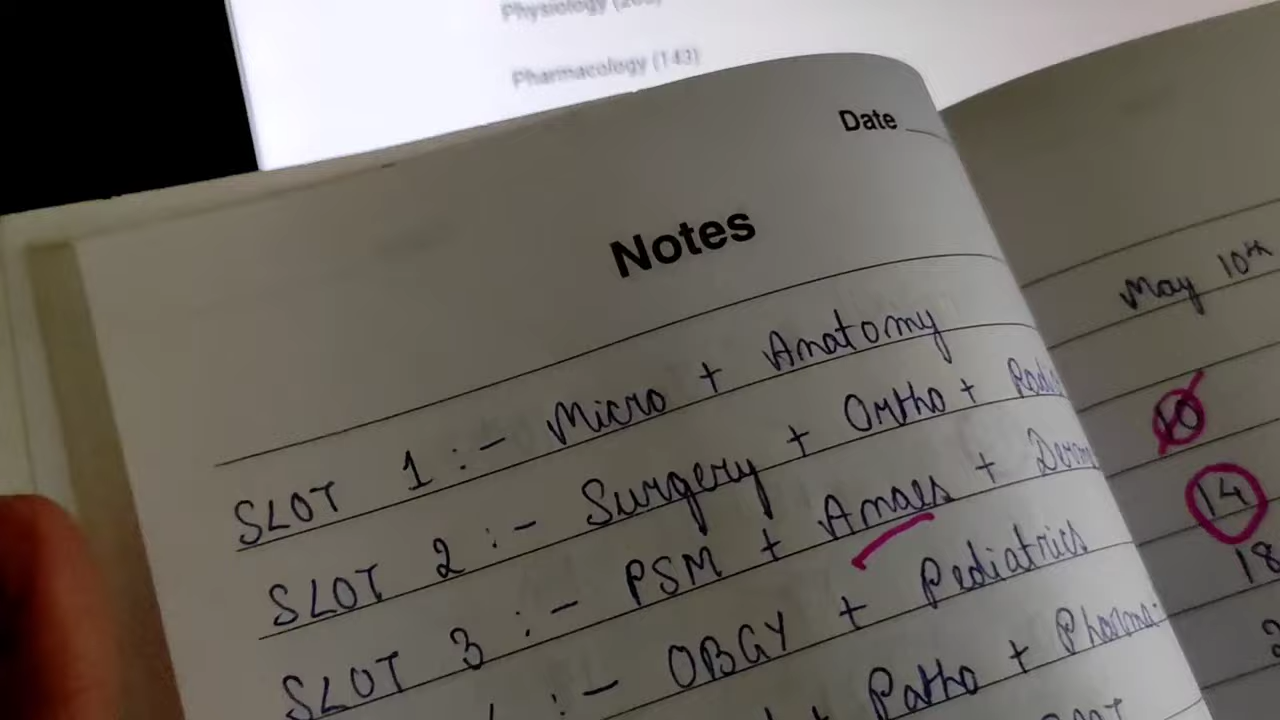 Physiology
Pharmacology (143)
Date
Notes
SLOT 1 :- Micro + Anatomy
SLOT 2 :- Surgery + Ortho +
SLOT 3 :- PSM + Anaes +
:- OBGY + Pediatrics
Patho + Pharma
May 10th
10
14
18